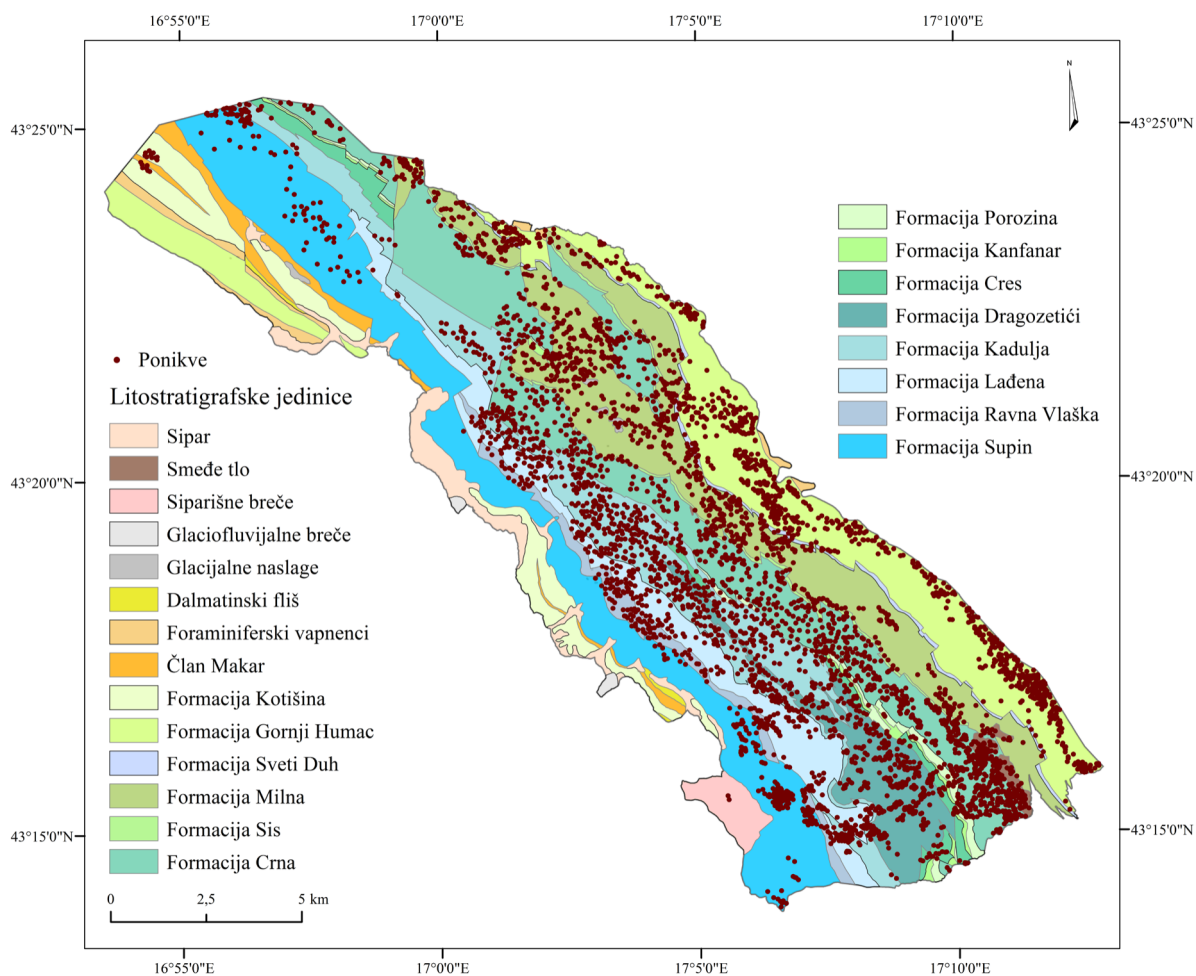 16°55'0"E 17°0'0"E 17°5'0"E 17°10'0"E
N
43°25'0"N 43°25'0"N
Formacija Porozina
Formacija Kanfanar
Formacija Cres
Formacija Dragozetići
Formacija Kadulja
Formacija Lađena
Formacija Ravna Vlaška
Formacija Supin
Ponikve
Litostratigrafske jedinice
Sipar
Smeđe tlo
Siparišne breče
Glaciofluvijalne breče
Glacijalne naslage
Dalmatinski fliš
Foraminiferski vapnenci
Član Makar
Formacija Kotišina
Formacija Gornji Humac
Formacija Sveti Duh
Formacija Milna
Formacija Sis
Formacija Crna
43°20'0"N 43°20'0"N
43°15'0"N 43°15'0"N
0 2,5 5 km
16°55'0"E 17°0'0"E 17°5'0"E 17°10'0"E